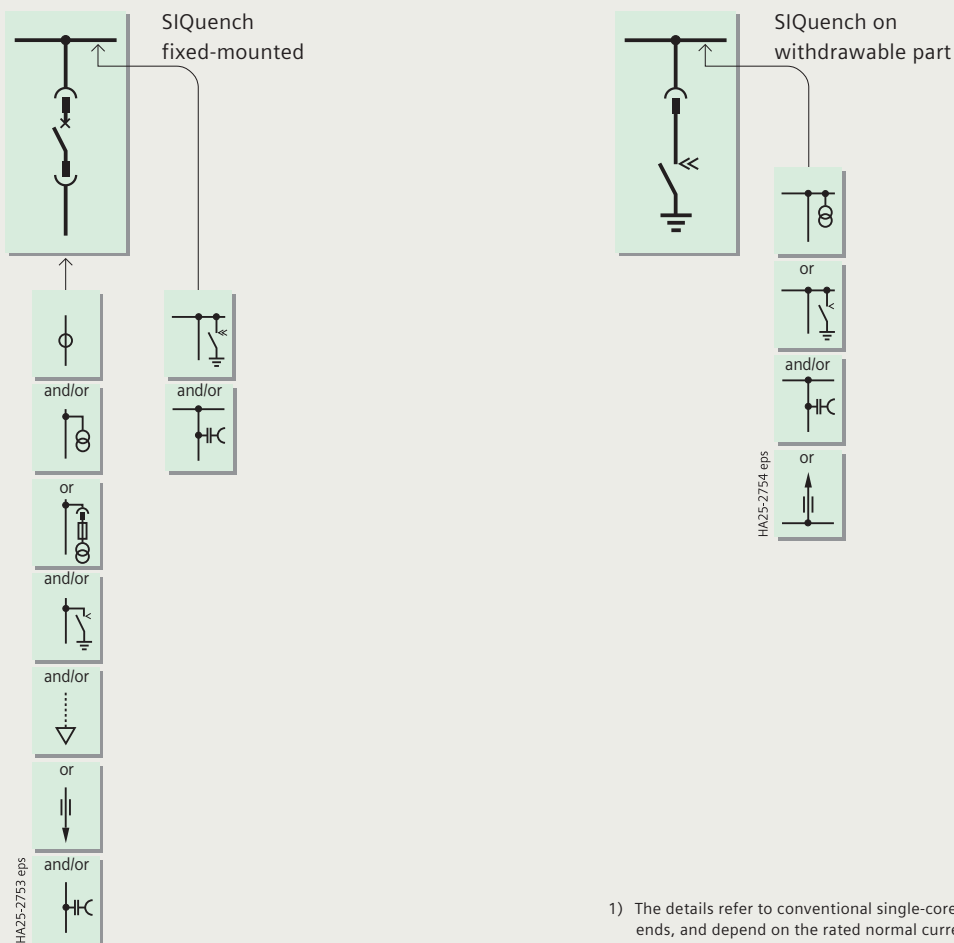 SIQuench
fixed-mounted
and/or
or
and/or
and/or
or
and/or
HA25-2753 eps
and/or
SIQuench on
withdrawable part
or
and/or
or
HA25-2754 eps
1) The details refer to conventional single-core
ends, and depend on the rated normal curre